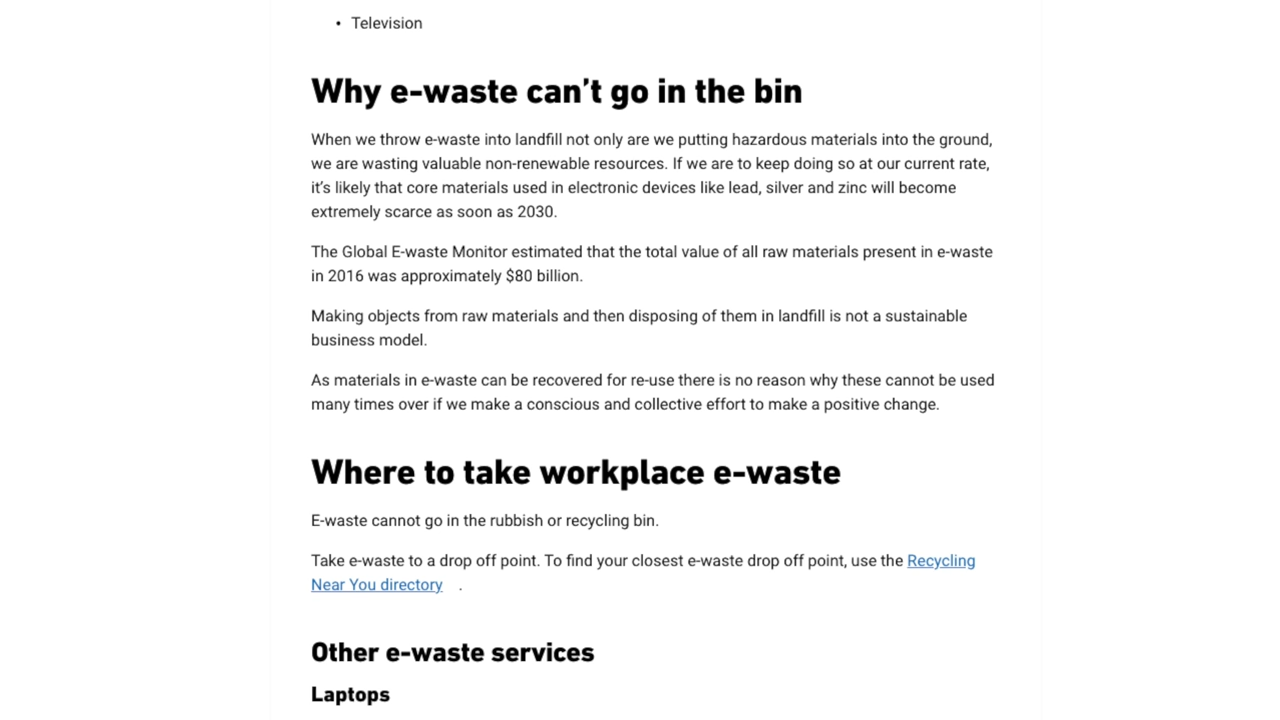 • Television
Why e-waste can’t go in the bin
When we throw e-waste into landfill not only are we putting hazardous materials into the ground,
we are wasting valuable non-renewable resources. If we are to keep doing so at our current rate,
it’s likely that core materials used in electronic devices like lead, silver and zinc will become
extremely scarce as soon as 2030.
The Global E-waste Monitor estimated that the total value of all raw materials present in e-waste
in 2016 was approximately $80 billion.
Making objects from raw materials and then disposing of them in landfill is not a sustainable
business model.
As materials in e-waste can be recovered for re-use there is no reason why these cannot be used
many times over if we make a conscious and collective effort to make a positive change.
Where to take workplace e-waste
E-waste cannot go in the rubbish or recycling bin.
Take e-waste to a drop off point. To find your closest e-waste drop off point, use the Recycling
Near You directory .
Other e-waste services
Laptops